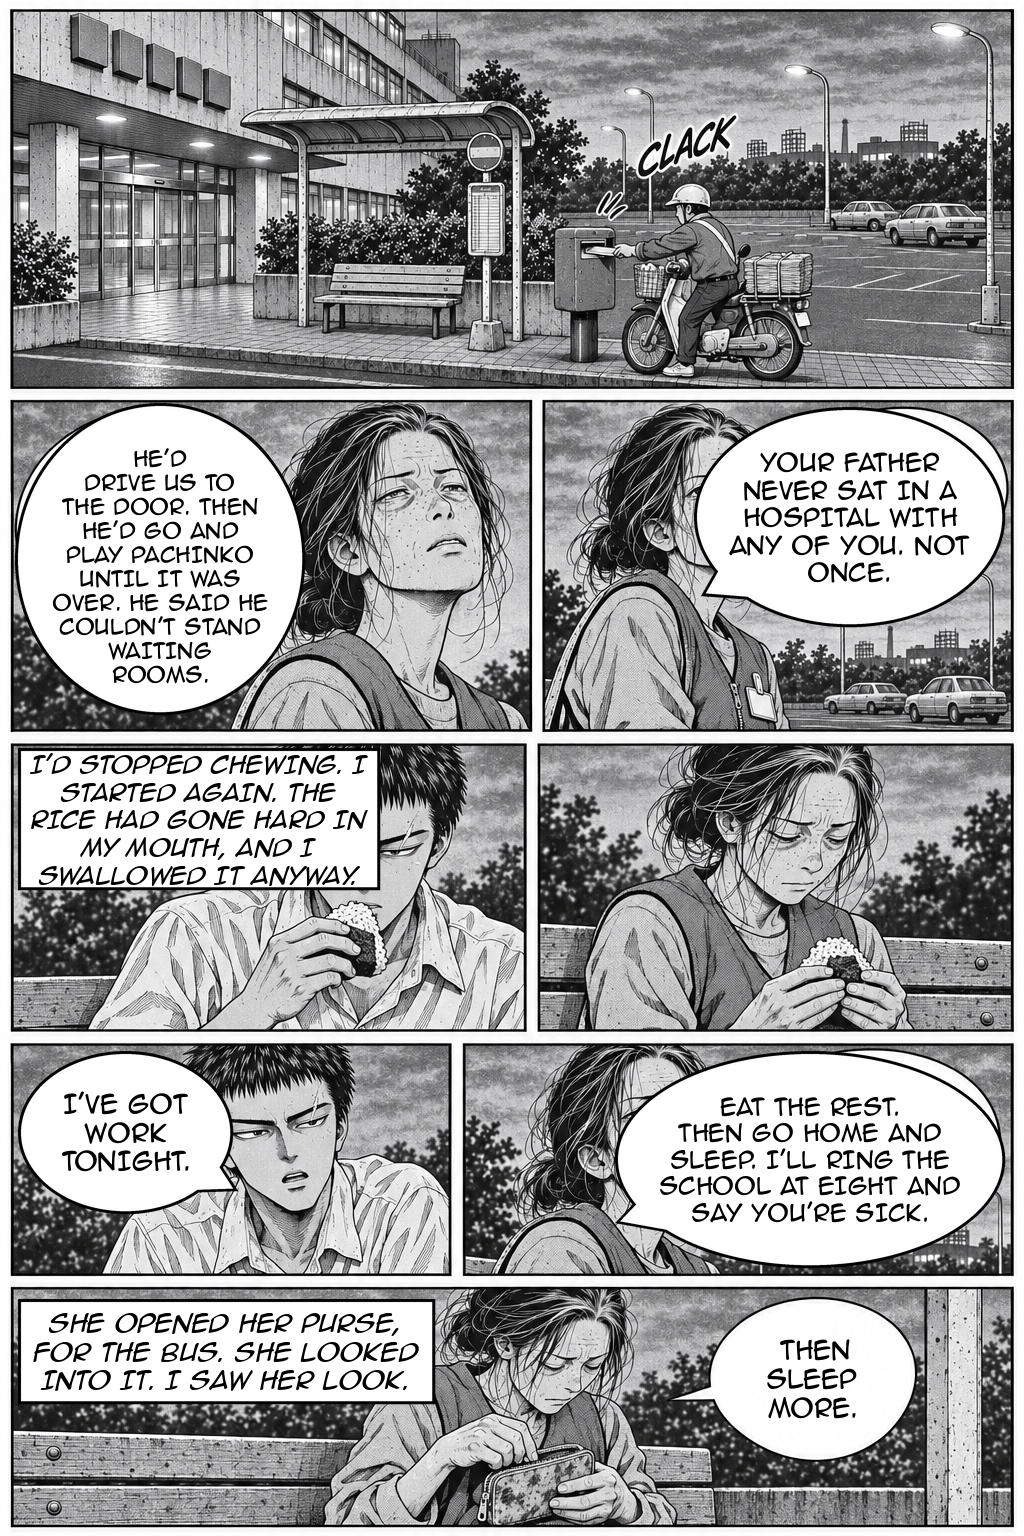 CLACK
HE'D
DRIVE US TO
THE DOOR. THEN
HE'D GO AND
PLAY PACHINKO
UNTIL IT WAS
OVER. HE SAID HE
COULDN'T STAND
WAITING
ROOMS.
YOUR FATHER
NEVER SAT IN A
HOSPITAL WITH
ANY OF YOU. NOT
ONCE.
I'D STOPPED CHEWING. I
STARTED AGAIN. THE
RICE HAD GONE HARD IN
MY MOUTH, AND I
SWALLOWED IT ANYWAY.
I'VE GOT
WORK
TONIGHT.
EAT THE REST.
THEN GO HOME AND
SLEEP. I'LL RING THE
SCHOOL AT EIGHT AND
SAY YOU'RE SICK.
SHE OPENED HER PURSE,
FOR THE BUS. SHE LOOKED
INTO IT. I SAW HER LOOK.
THEN
SLEEP
MORE.